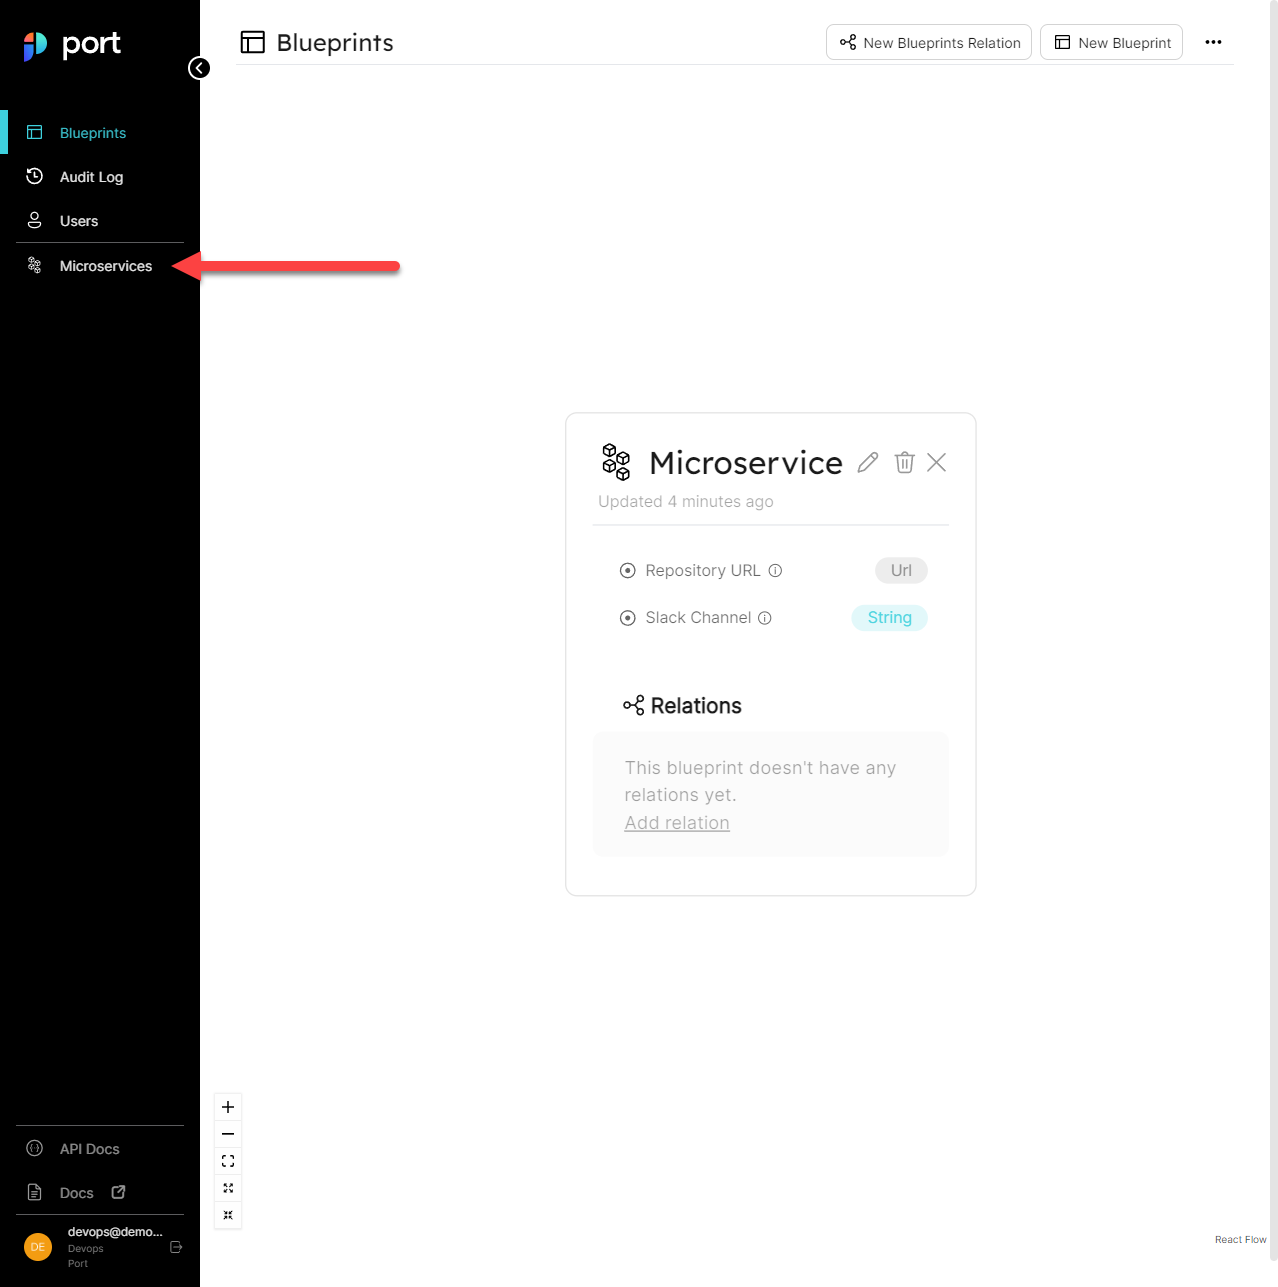 port
Blueprints
Audit Log
Users
Microservices
API Docs
Docs
DE
devops@demo...
Devops
Port
Blueprints
New Blueprints Relation
New Blueprint
Microservice
Updated 4 minutes ago
Repository URL
Url
Slack Channel
String
Relations
This blueprint doesn't have any
relations yet.
Add relation
React Flow